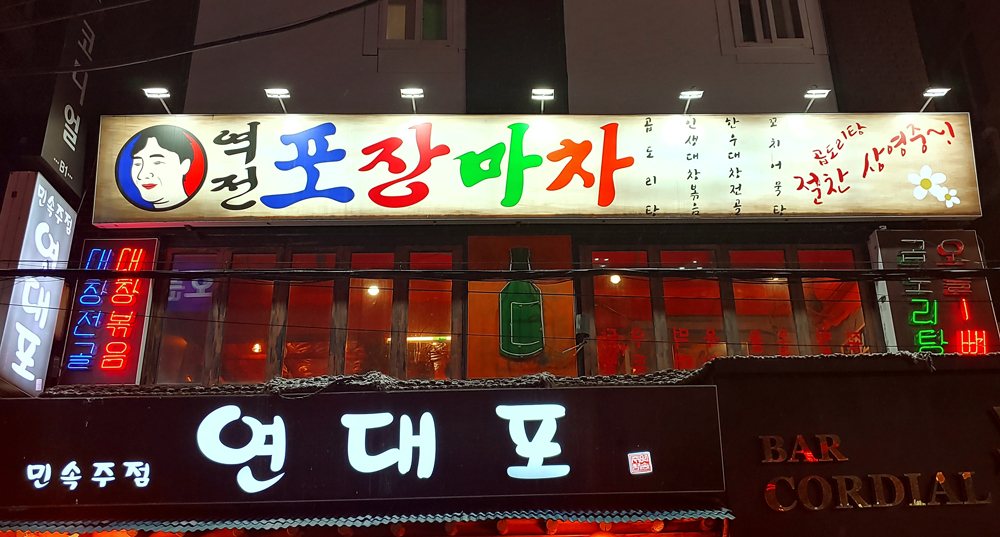 역전 포장마차
곱도리탕
인생대창볶음
한우대창전골
꼬치어묵탕
곱도리탕
절찬 상영중~!
B1
민속주점 연대포
대창전골
대창볶음
곱도리탕
오돌뼈
민속주점 연대포
BAR
CORDIAL